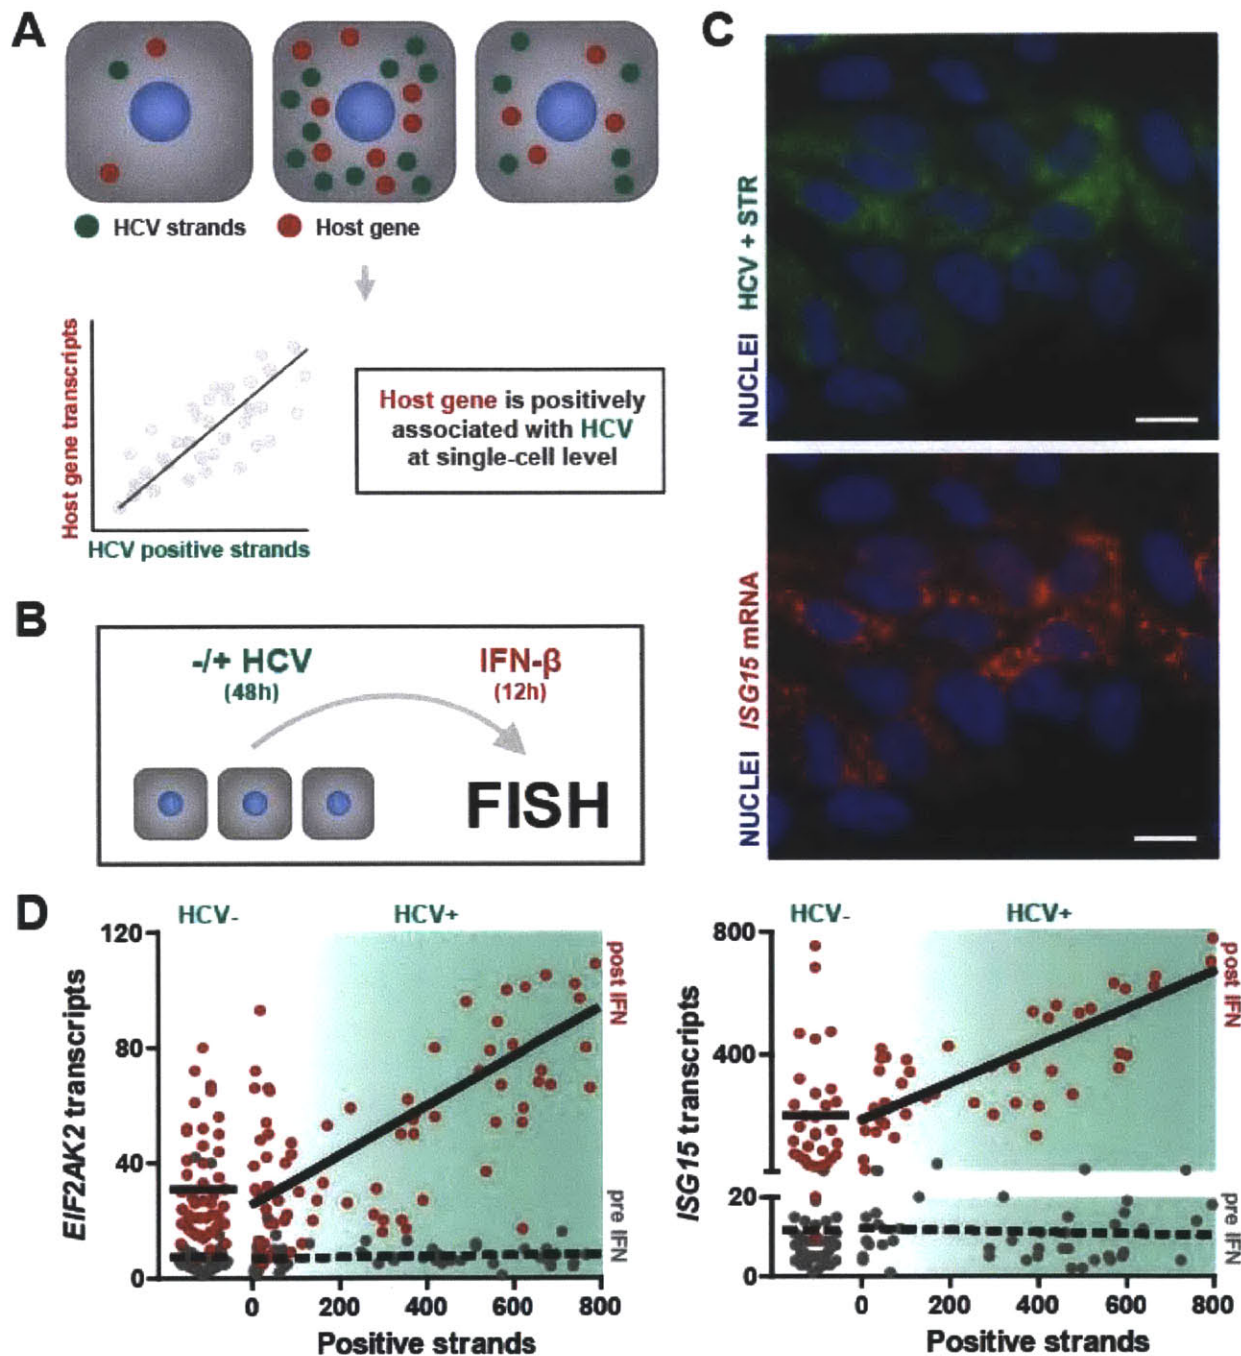 A
HCV strands Host gene
Host gene transcripts
HCV positive strands
Host gene is positively
associated with HCV
at single-cell level
B
-/+ HCV
(48h)
IFN-β
(12h)
FISH
C
NUCLEI HCV + STR
NUCLEI ISG15 mRNA
D
HCV- HCV+
EIF2AK2 transcripts
120
80
40
0
post IFN
pre IFN
0 200 400 600 800
Positive strands
HCV- HCV+
ISG15 transcripts
800
400
20
0
post IFN
pre IFN
0 200 400 600 800
Positive strands